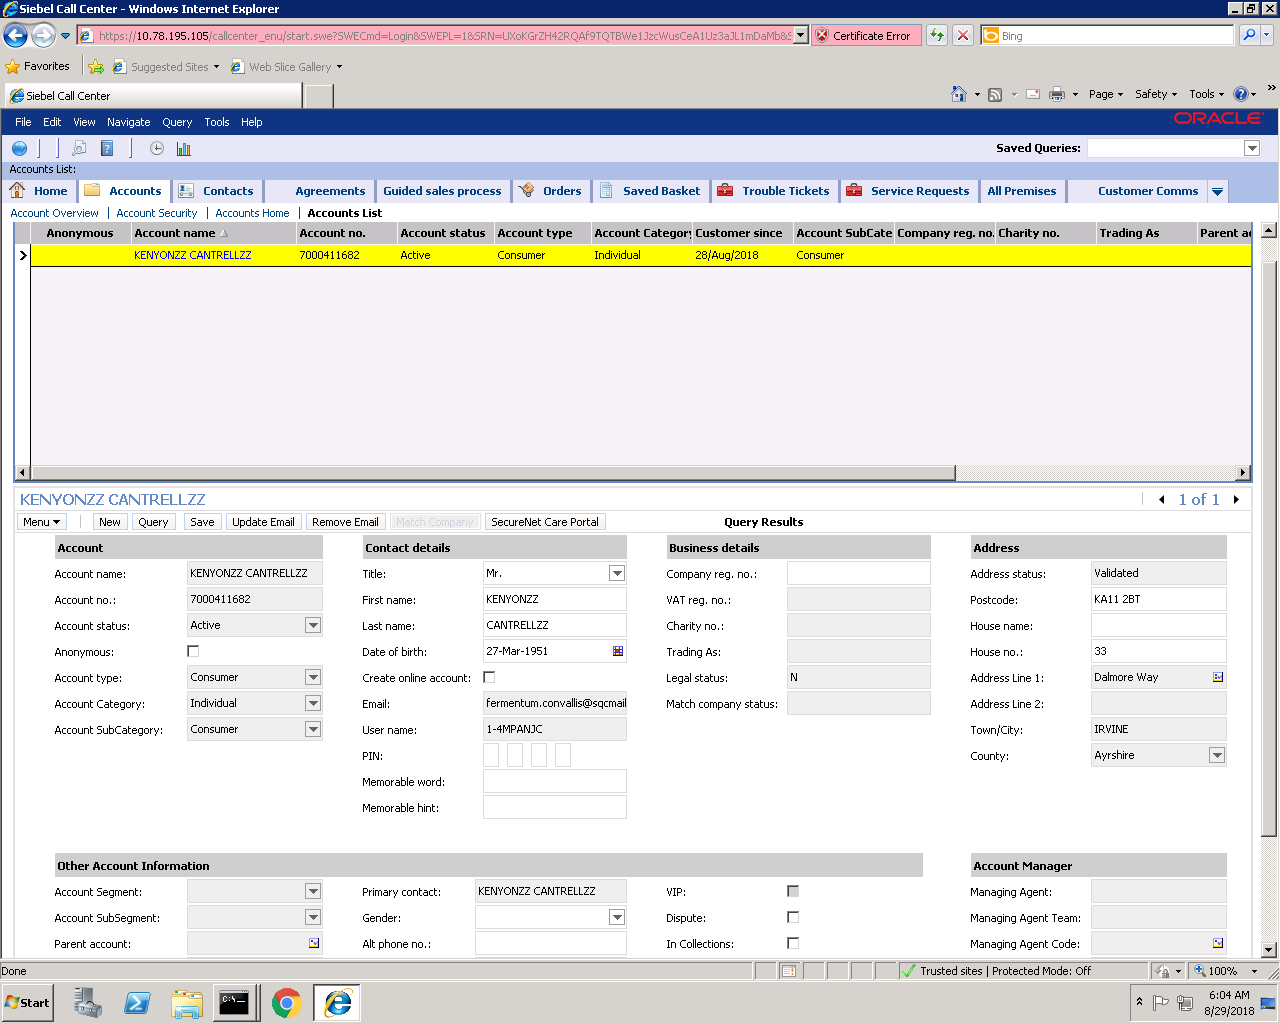 Siebel Call Center - Windows Internet Explorer
https://10.78.195.105/callcenter_enu/start.swe?SWECmd=Login&SWEPL=1&SRN=UXoKGrZH42RQAf9TQTBWe1JzcWusCeA1Uz3aJL1mDaMb&S
Certificate Error
Bing
Favorites
Suggested Sites
Web Slice Gallery
Siebel Call Center
Page
Safety
Tools
File Edit View Navigate Query Tools Help
ORACLE
Saved Queries:
Accounts List:
Home Accounts Contacts Agreements Guided sales process Orders Saved Basket Trouble Tickets Service Requests All Premises Customer Comms
Account Overview | Account Security | Accounts Home | Accounts List
Anonymous Account name Account no. Account status Account type Account Category Customer since Account SubCate Company reg. no. Charity no. Trading As Parent ac
KENYONZZ CANTRELLZZ 7000411682 Active Consumer Individual 28/Aug/2018 Consumer
KENYONZZ CANTRELLZZ
1 of 1
Menu New Query Save Update Email Remove Email Match Company SecureNet Care Portal Query Results
Account Contact details Business details Address
Account name: KENYONZZ CANTRELLZZ Title: Mr. Company reg. no.: Address status: Validated
Account no.: 7000411682 First name: KENYONZZ VAT reg. no.: Postcode: KA11 2BT
Account status: Active Last name: CANTRELLZZ Charity no.: House name:
Anonymous: Date of birth: 27-Mar-1951 Trading As: House no.: 33
Account type: Consumer Create online account: Legal status: N Address Line 1: Dalmore Way
Account Category: Individual Email: fermentum.convallis@sqcmail Match company status: Address Line 2:
Account SubCategory: Consumer User name: 1-4MPANJC Town/City: IRVINE
PIN: County: Ayrshire
Memorable word:
Memorable hint:
Other Account Information Account Manager
Account Segment: Primary contact: KENYONZZ CANTRELLZZ VIP: Managing Agent:
Account SubSegment: Gender: Dispute: Managing Agent Team:
Parent account: Alt phone no.: In Collections: Managing Agent Code:
Done
Trusted sites | Protected Mode: Off
100%
Start
6:04 AM
8/29/2018